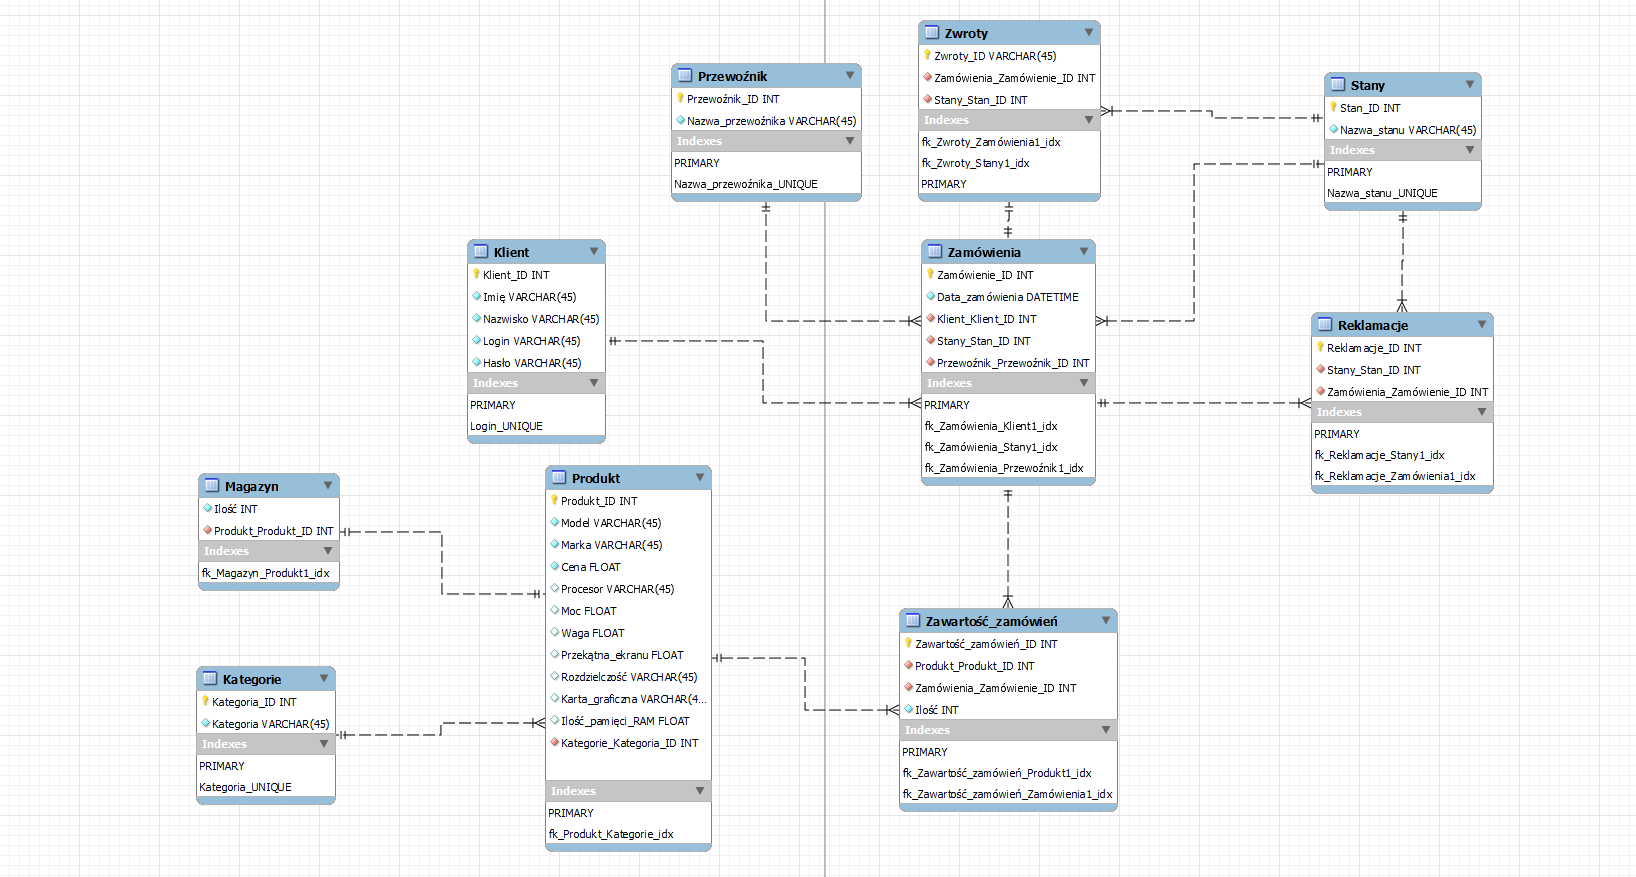 Zwroty
Zwroty_ID VARCHAR(45)
Zamówienia_Zamówienie_ID INT
Stany_Stan_ID INT
Indexes
fk_Zwroty_Zamówienia1_idx
fk_Zwroty_Stany1_idx
PRIMARY
Przewoźnik
Przewoźnik_ID INT
Nazwa_przewoźnika VARCHAR(45)
Indexes
PRIMARY
Nazwa_przewoźnika_UNIQUE
Stany
Stan_ID INT
Nazwa_stanu VARCHAR(45)
Indexes
PRIMARY
Nazwa_stanu_UNIQUE
Klient
Klient_ID INT
Imię VARCHAR(45)
Nazwisko VARCHAR(45)
Login VARCHAR(45)
Hasło VARCHAR(45)
Indexes
PRIMARY
Login_UNIQUE
Zamówienia
Zamówienie_ID INT
Data_zamówienia DATETIME
Klient_Klient_ID INT
Stany_Stan_ID INT
Przewoźnik_Przewoźnik_ID INT
Indexes
PRIMARY
fk_Zamówienia_Klient1_idx
fk_Zamówienia_Stany1_idx
fk_Zamówienia_Przewoźnik1_idx
Reklamacje
Reklamacje_ID INT
Stany_Stan_ID INT
Zamówienia_Zamówienie_ID INT
Indexes
PRIMARY
fk_Reklamacje_Stany1_idx
fk_Reklamacje_Zamówienia1_idx
Magazyn
Ilość INT
Produkt_Produkt_ID INT
Indexes
fk_Magazyn_Produkt1_idx
Produkt
Produkt_ID INT
Model VARCHAR(45)
Marka VARCHAR(45)
Cena FLOAT
Procesor VARCHAR(45)
Moc FLOAT
Waga FLOAT
Przekątna_ekranu FLOAT
Rozdzielczość VARCHAR(45)
Karta_graficzna VARCHAR(4...
Ilość_pamięci_RAM FLOAT
Kategorie_Kategoria_ID INT
Indexes
PRIMARY
fk_Produkt_Kategorie_idx
Kategorie
Kategoria_ID INT
Kategoria VARCHAR(45)
Indexes
PRIMARY
Kategoria_UNIQUE
Zawartość_zamówień
Zawartość_zamówień_ID INT
Produkt_Produkt_ID INT
Zamówienia_Zamówienie_ID INT
Ilość INT
Indexes
PRIMARY
fk_Zawartość_zamówień_Produkt1_idx
fk_Zawartość_zamówień_Zamówienia1_idx